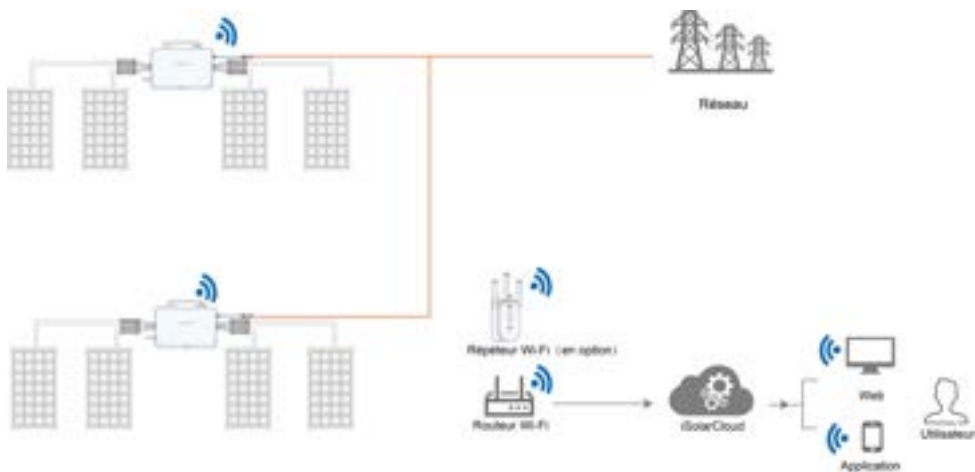 Réseau
Répéteur Wi-Fi (en option)
Routeur Wi-Fi
iSolarCloud
Web
Utilisateur
Application